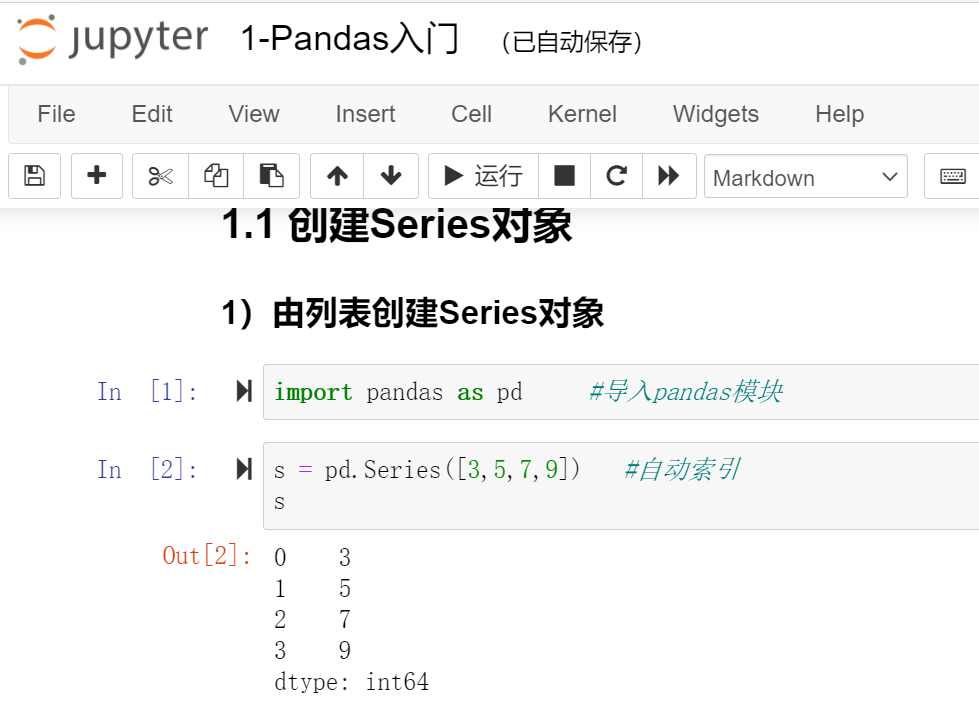 jupyter 1-Pandas入门 (已自动保存)
File Edit View Insert Cell Kernel Widgets Help
运行 Markdown
1.1 创建Series对象
1）由列表创建Series对象
In [1]: import pandas as pd #导入pandas模块
In [2]: s = pd.Series([3,5,7,9]) #自动索引
s
Out[2]: 0 3
1 5
2 7
3 9
dtype: int64